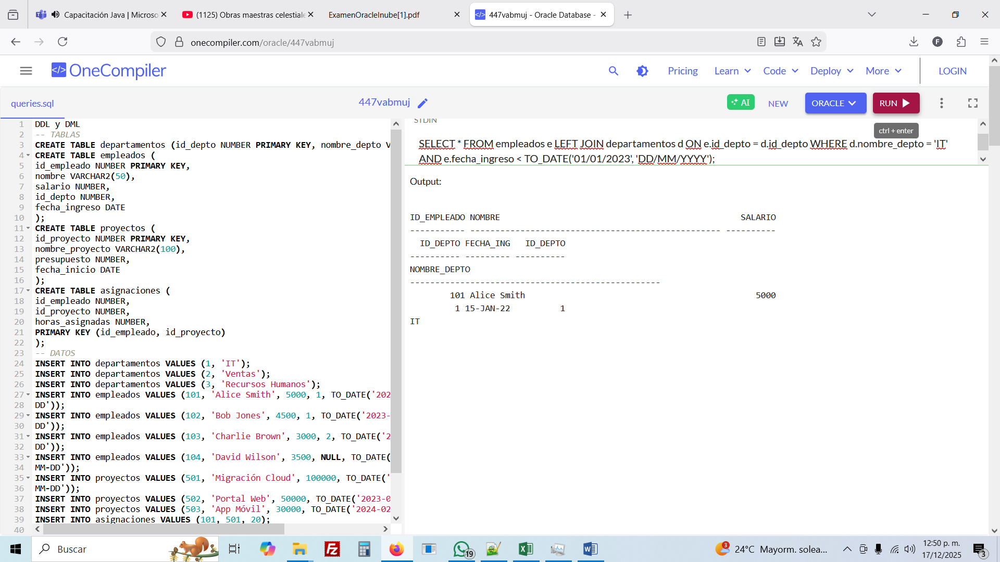 Capacitación Java | Microso
(1125) Obras maestras celestiale
ExamenOracleInube[1].pdf
447vabmuj - Oracle Database -
onecompiler.com/oracle/447vabmuj
F
</> OneCompiler
Pricing
Learn
Code
Deploy
More
LOGIN
queries.sql
447vabmuj
AI
NEW
ORACLE
RUN
ctrl + enter
1 DDL y DML
2 -- TABLAS
3 CREATE TABLE departamentos (id_depto NUMBER PRIMARY KEY, nombre_depto V
4 CREATE TABLE empleados (
5 id_empleado NUMBER PRIMARY KEY,
6 nombre VARCHAR2(50),
7 salario NUMBER,
8 id_depto NUMBER,
9 fecha_ingreso DATE
10 );
11 CREATE TABLE proyectos (
12 id_proyecto NUMBER PRIMARY KEY,
13 nombre_proyecto VARCHAR2(100),
14 presupuesto NUMBER,
15 fecha_inicio DATE
16 );
17 CREATE TABLE asignaciones (
18 id_empleado NUMBER,
19 id_proyecto NUMBER,
20 horas_asignadas NUMBER,
21 PRIMARY KEY (id_empleado, id_proyecto)
22 );
23 -- DATOS
24 INSERT INTO departamentos VALUES (1, 'IT');
25 INSERT INTO departamentos VALUES (2, 'Ventas');
26 INSERT INTO departamentos VALUES (3, 'Recursos Humanos');
27 INSERT INTO empleados VALUES (101, 'Alice Smith', 5000, 1, TO_DATE('202
28 DD'));
29 INSERT INTO empleados VALUES (102, 'Bob Jones', 4500, 1, TO_DATE('2023-
30 DD'));
31 INSERT INTO empleados VALUES (103, 'Charlie Brown', 3000, 2, TO_DATE('2
32 DD'));
33 INSERT INTO empleados VALUES (104, 'David Wilson', 3500, NULL, TO_DATE(
34 MM-DD'));
35 INSERT INTO proyectos VALUES (501, 'Migración Cloud', 100000, TO_DATE('
36 MM-DD'));
37 INSERT INTO proyectos VALUES (502, 'Portal Web', 50000, TO_DATE('2023-0
38 INSERT INTO proyectos VALUES (503, 'App Móvil', 30000, TO_DATE('2024-02
39 INSERT INTO asignaciones VALUES (101, 501, 20);
40
STDIN
SELECT * FROM empleados e LEFT JOIN departamentos d ON e.id_depto = d.id_depto WHERE d.nombre_depto = 'IT'
AND e.fecha_ingreso < TO_DATE('01/01/2023', 'DD/MM/YYYY');
Output:
ID_EMPLEADO NOMBRE SALARIO
----------- -------------------------------------------------- ----------
ID_DEPTO FECHA_ING ID_DEPTO
---------- --------- ----------
NOMBRE_DEPTO
--------------------------------------------------
101 Alice Smith 5000
1 15-JAN-22 1
IT
Buscar
19
3
24°C Mayorm. solea...
12:50 p. m.
17/12/2025
3